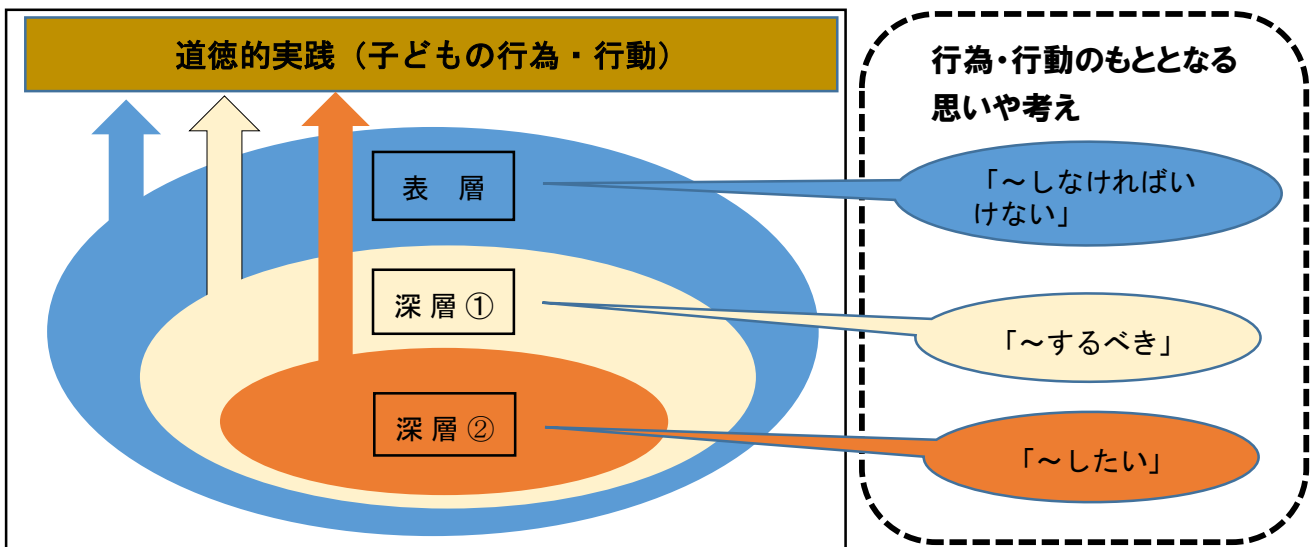 道徳的実践（子どもの行為・行動）
行為・行動のもととなる
思いや考え
表　層
「～しなければい
けない」
深 層 ①
「～するべき」
深 層 ②
「～したい」